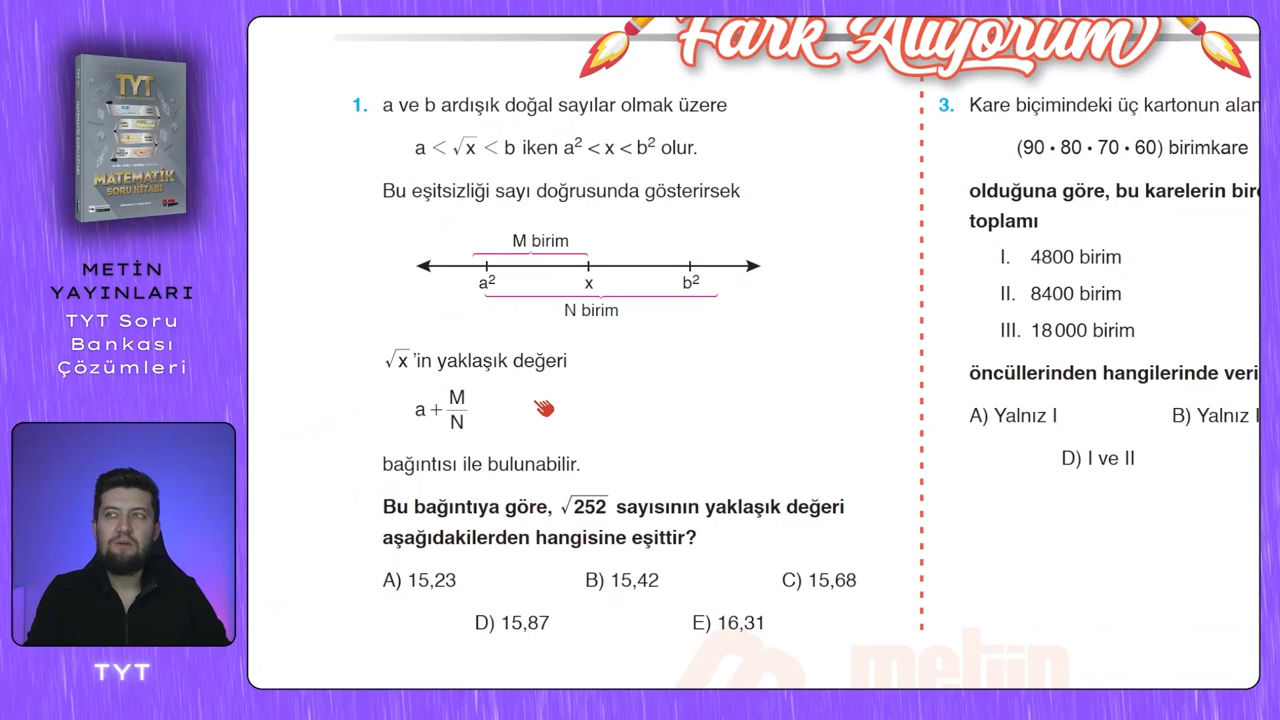 TYT
MATEMATİK
SORU KİTABI
METİN
YAYINLARI
TYT Soru
Bankası
Çözümleri
TYT
Fark Atıyorum
1. a ve b ardışık doğal sayılar olmak üzere
a < √x < b iken a² < x < b² olur.
Bu eşitsizliği sayı doğrusunda gösterirsek
M birim
a² x b²
N birim
√x 'in yaklaşık değeri
a + M/N
bağıntısı ile bulunabilir.
Bu bağıntıya göre, √252 sayısının yaklaşık değeri
aşağıdakilerden hangisine eşittir?
A) 15,23 B) 15,42 C) 15,68
D) 15,87 E) 16,31
3. Kare biçimindeki üç kartonun alan
(90 • 80 • 70 • 60) birimkare
olduğuna göre, bu karelerin bire
toplamı
I. 4800 birim
II. 8400 birim
III. 18000 birim
öncüllerinden hangilerinde veri
A) Yalnız I B) Yalnız I
D) I ve II
metin